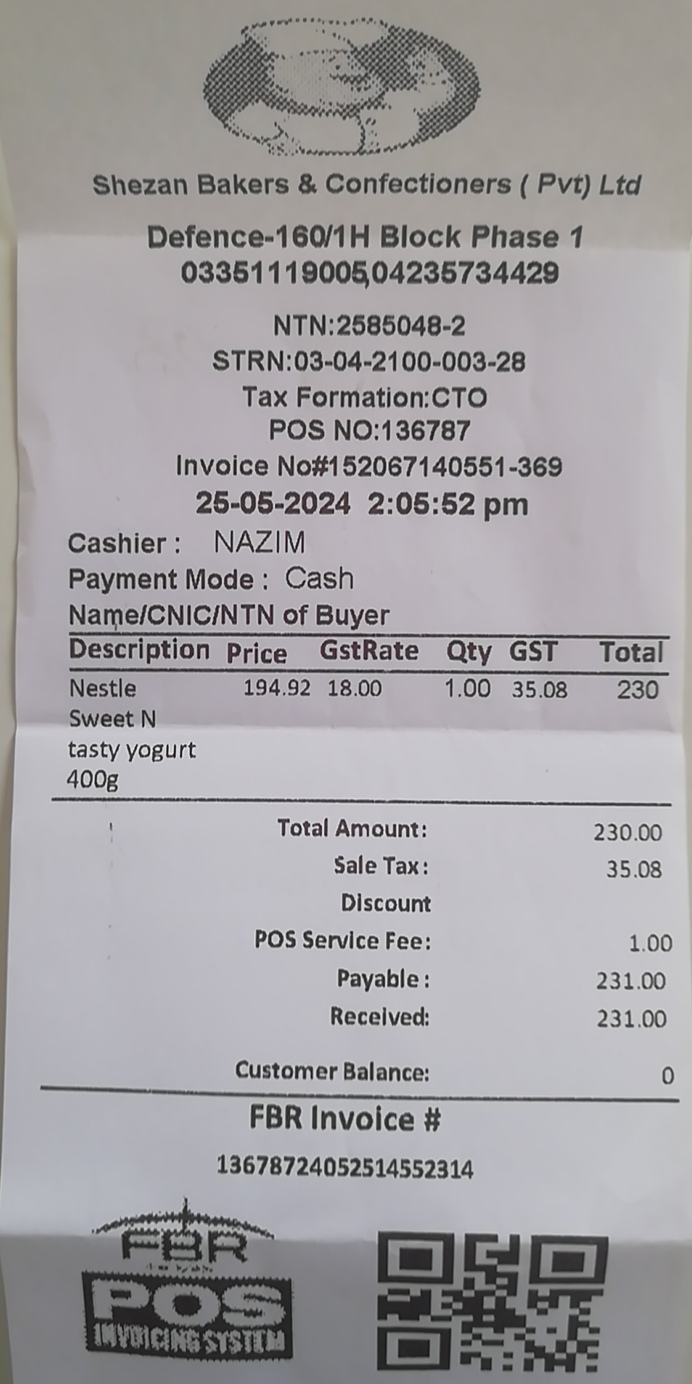 Shezan Bakers & Confectioners ( Pvt) Ltd
Defence-160/1H Block Phase 1
03351119005,04235734429
NTN:2585048-2
STRN:03-04-2100-003-28
Tax Formation:CTO
POS NO:136787
Invoice No#152067140551-369
25-05-2024 2:05:52 pm
Cashier : NAZIM
Payment Mode : Cash
Name/CNIC/NTN of Buyer
Description Price GstRate Qty GST Total
Nestle 194.92 18.00 1.00 35.08 230
Sweet N
tasty yogurt
400g
Total Amount: 230.00
Sale Tax: 35.08
Discount
POS Service Fee: 1.00
Payable: 231.00
Received: 231.00
Customer Balance: 0
FBR Invoice #
13678724052514552314
FBR
POS
INVOICING SYSTEM